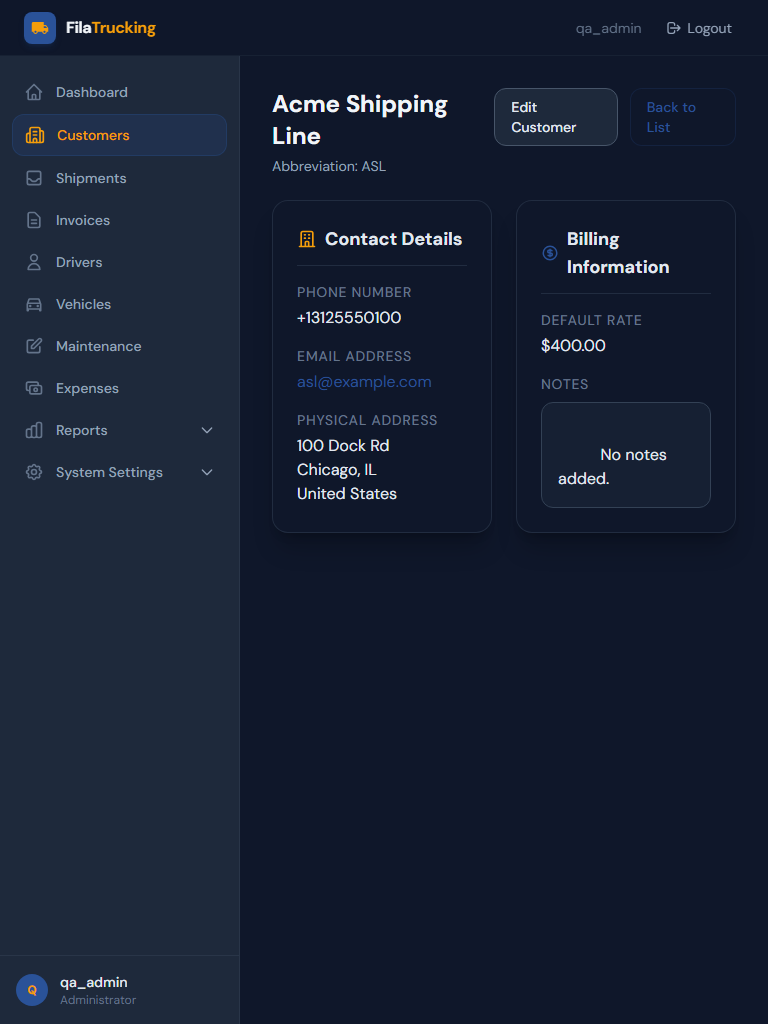 FilaTrucking
qa_admin
Logout
Dashboard
Customers
Shipments
Invoices
Drivers
Vehicles
Maintenance
Expenses
Reports
System Settings
qa_admin
Administrator
Q
Acme Shipping
Line
Abbreviation: ASL
Edit
Customer
Back to
List
Contact Details
PHONE NUMBER
+13125550100
EMAIL ADDRESS
asl@example.com
PHYSICAL ADDRESS
100 Dock Rd
Chicago, IL
United States
Billing
Information
DEFAULT RATE
$400.00
NOTES
No notes
added.